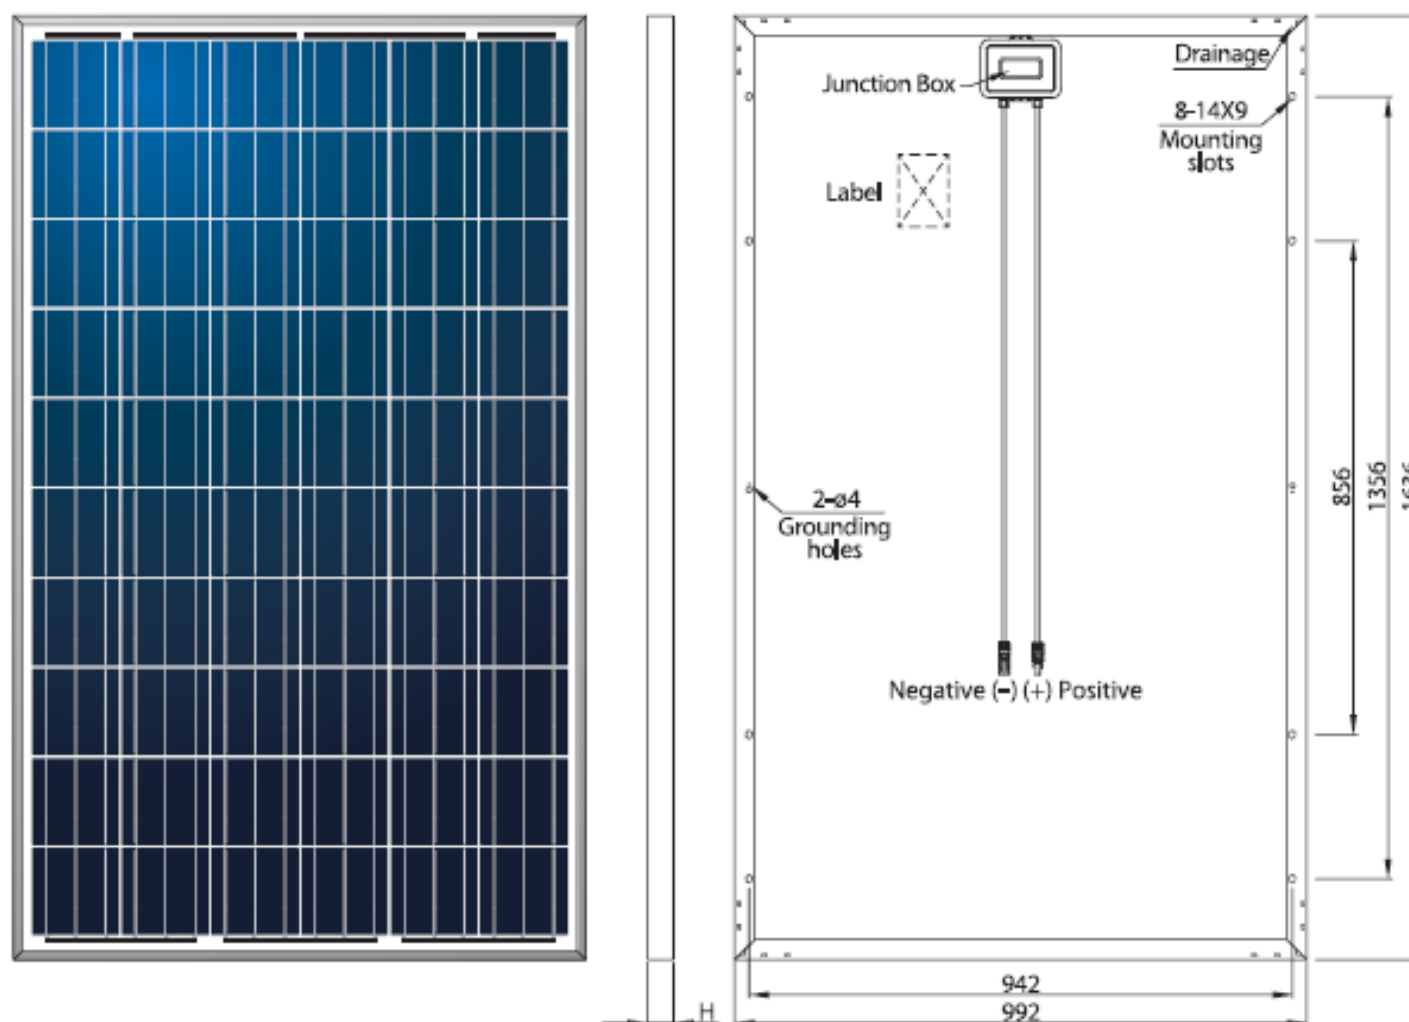 Drainage
Junction Box
8-14X9
Mounting
slots
Label
2-ø4
Grounding
holes
856
1356
Negative (-) (+) Positive
942
H
992